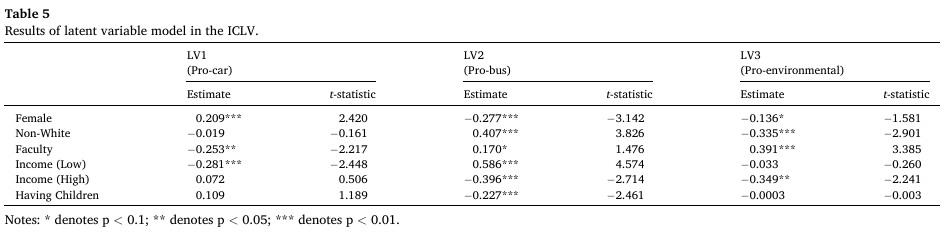 Table 5
Results of latent variable model in the ICLV.
LV1 LV2 LV3
(Pro-car) (Pro-bus) (Pro-environmental)
Estimate t-statistic Estimate t-statistic Estimate t-statistic
Female 0.209*** 2.420 −0.277*** −3.142 −0.136* −1.581
Non-White −0.019 −0.161 0.407*** 3.826 −0.335*** −2.901
Faculty −0.253** −2.217 0.170* 1.476 0.391*** 3.385
Income (Low) −0.281*** −2.448 0.586*** 4.574 −0.033 −0.260
Income (High) 0.072 0.506 −0.396*** −2.714 −0.349** −2.241
Having Children 0.109 1.189 −0.227*** −2.461 −0.0003 −0.003
Notes: * denotes p < 0.1; ** denotes p < 0.05; *** denotes p < 0.01.